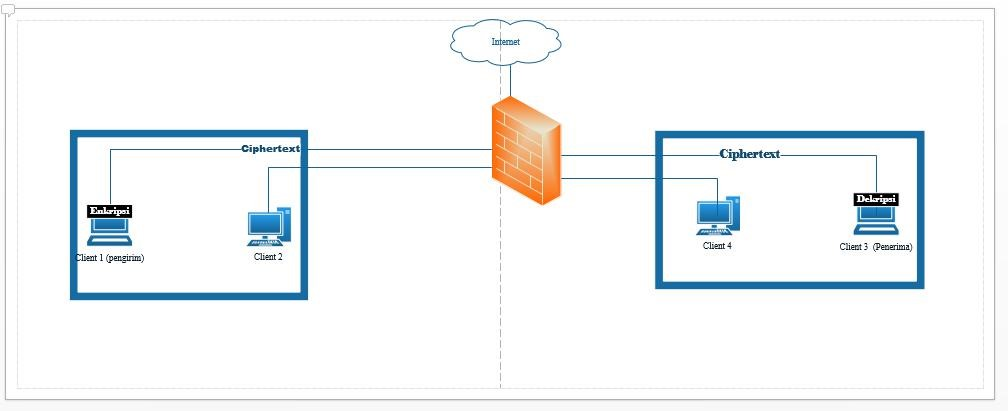 Internet
Ciphertext
Ciphertext
Enkripsi
Dekripsi
Client 1 (pengirim)
Client 2
Client 4
Client 3 (Penerima)